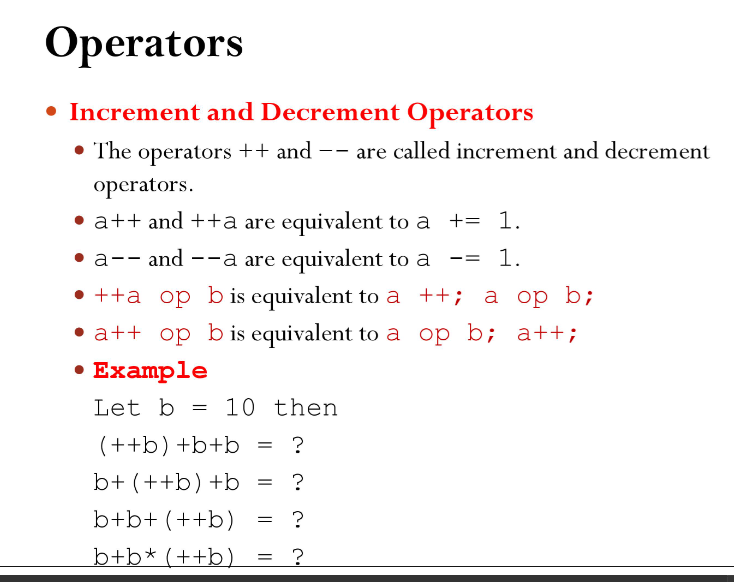 Operators
• Increment and Decrement Operators
• The operators ++ and -- are called increment and decrement
operators.
• a++ and ++a are equivalent to a += 1.
• a-- and --a are equivalent to a -= 1.
• ++a op b is equivalent to a ++; a op b;
• a++ op b is equivalent to a op b; a++;
• Example
Let b = 10 then
(++b)+b+b = ?
b+(++b)+b = ?
b+b+(++b) = ?
b+b*(++b) = ?